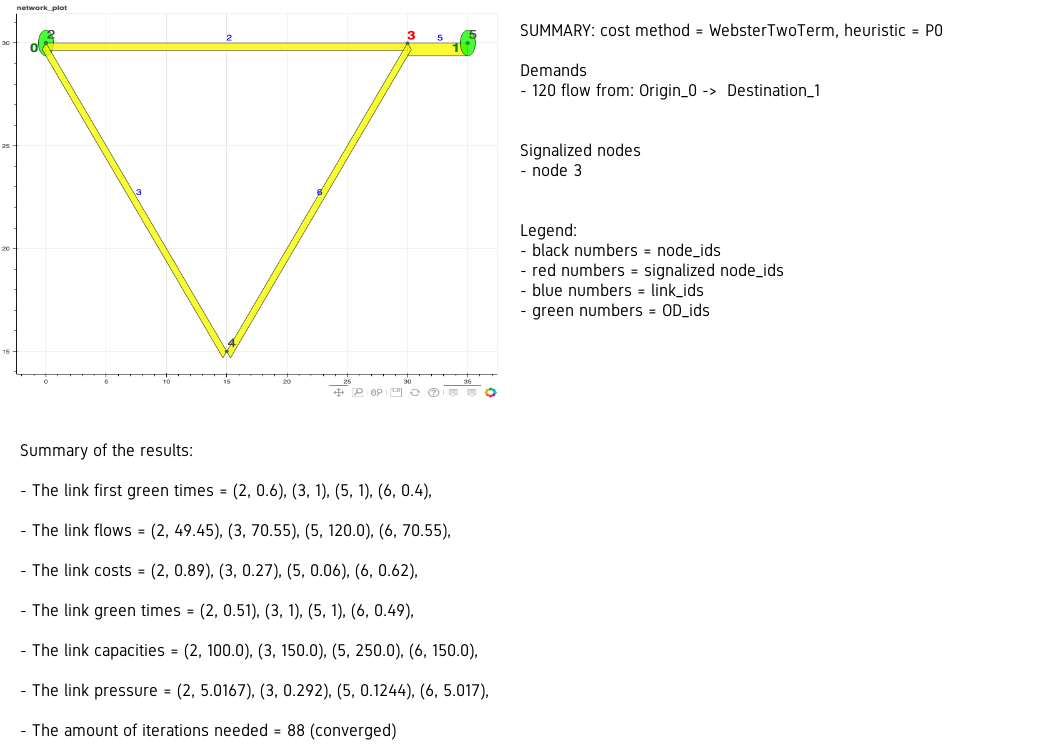 network_plot
SUMMARY: cost method = WebsterTwoTerm, heuristic = P0
Demands
- 120 flow from: Origin_0 -> Destination_1
Signalized nodes
- node 3
Legend:
- black numbers = node_ids
- red numbers = signalized node_ids
- blue numbers = link_ids
- green numbers = OD_ids
30
25
20
15
0
5
10
15
20
25
30
35
0
2
2
3
5
1
5
3
6
4
Summary of the results:
- The link first green times = (2, 0.6), (3, 1), (5, 1), (6, 0.4),
- The link flows = (2, 49.45), (3, 70.55), (5, 120.0), (6, 70.55),
- The link costs = (2, 0.89), (3, 0.27), (5, 0.06), (6, 0.62),
- The link green times = (2, 0.51), (3, 1), (5, 1), (6, 0.49),
- The link capacities = (2, 100.0), (3, 150.0), (5, 250.0), (6, 150.0),
- The link pressure = (2, 5.0167), (3, 0.292), (5, 0.1244), (6, 5.017),
- The amount of iterations needed = 88 (converged)